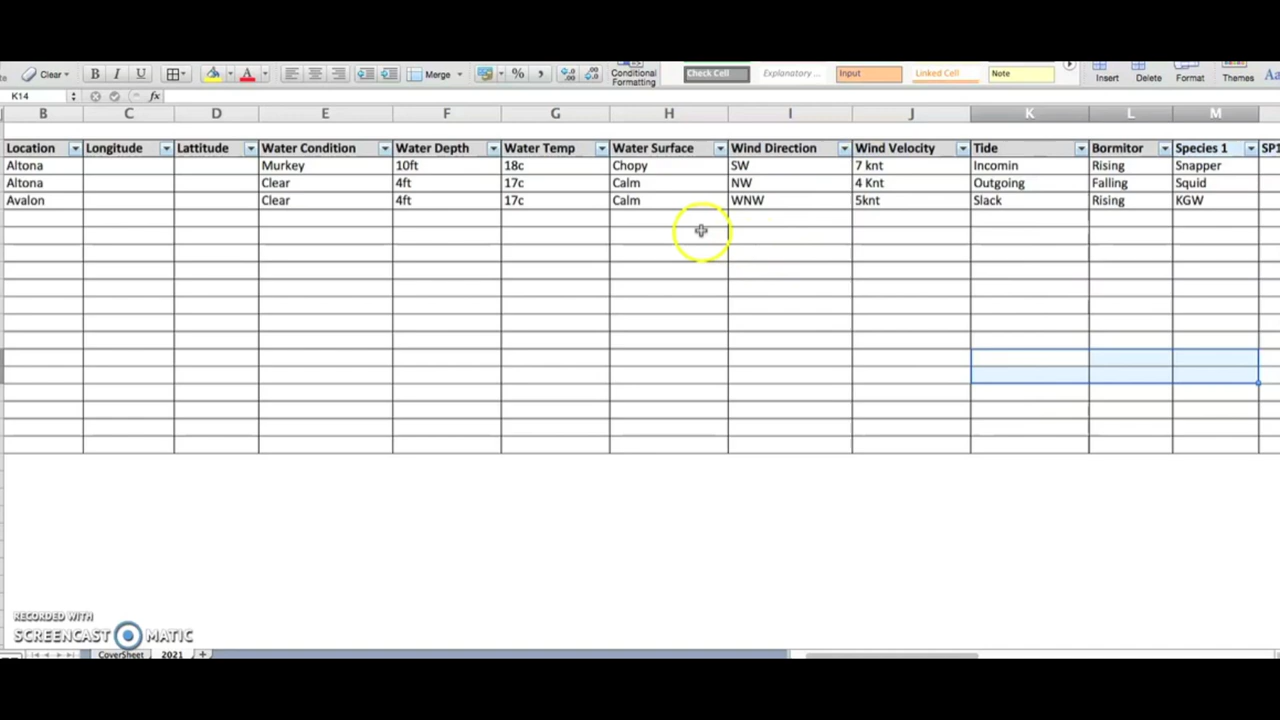 Clear B I U Merge % , Conditional Formatting Check Cell Explanatory ... Input Linked Cell Note Insert Delete Format Themes
K14 fx
B C D E F G H I J K L M
Location Longitude Lattitude Water Condition Water Depth Water Temp Water Surface Wind Direction Wind Velocity Tide Bormitor Species 1 SP1
Altona Murkey 10ft 18c Chopy SW 7 knt Incomin Rising Snapper
Altona Clear 4ft 17c Calm NW 4 Knt Outgoing Falling Squid
Avalon Clear 4ft 17c Calm WNW 5knt Slack Rising KGW
RECORDED WITH
SCREENCAST MATIC
CoverSheet 2021 +